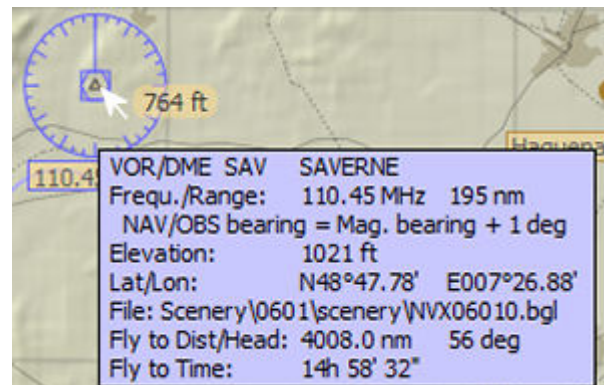 764 ft
Haguena
110.45
VOR/DME SAV SAVERNE
Frequ./Range: 110.45 MHz 195 nm
NAV/OBS bearing = Mag. bearing + 1 deg
Elevation: 1021 ft
Lat/Lon: N48°47.78' E007°26.88'
File: Scenery\0601\scenery\NVX06010.bgl
Fly to Dist/Head: 4008.0 nm 56 deg
Fly to Time: 14h 58' 32"